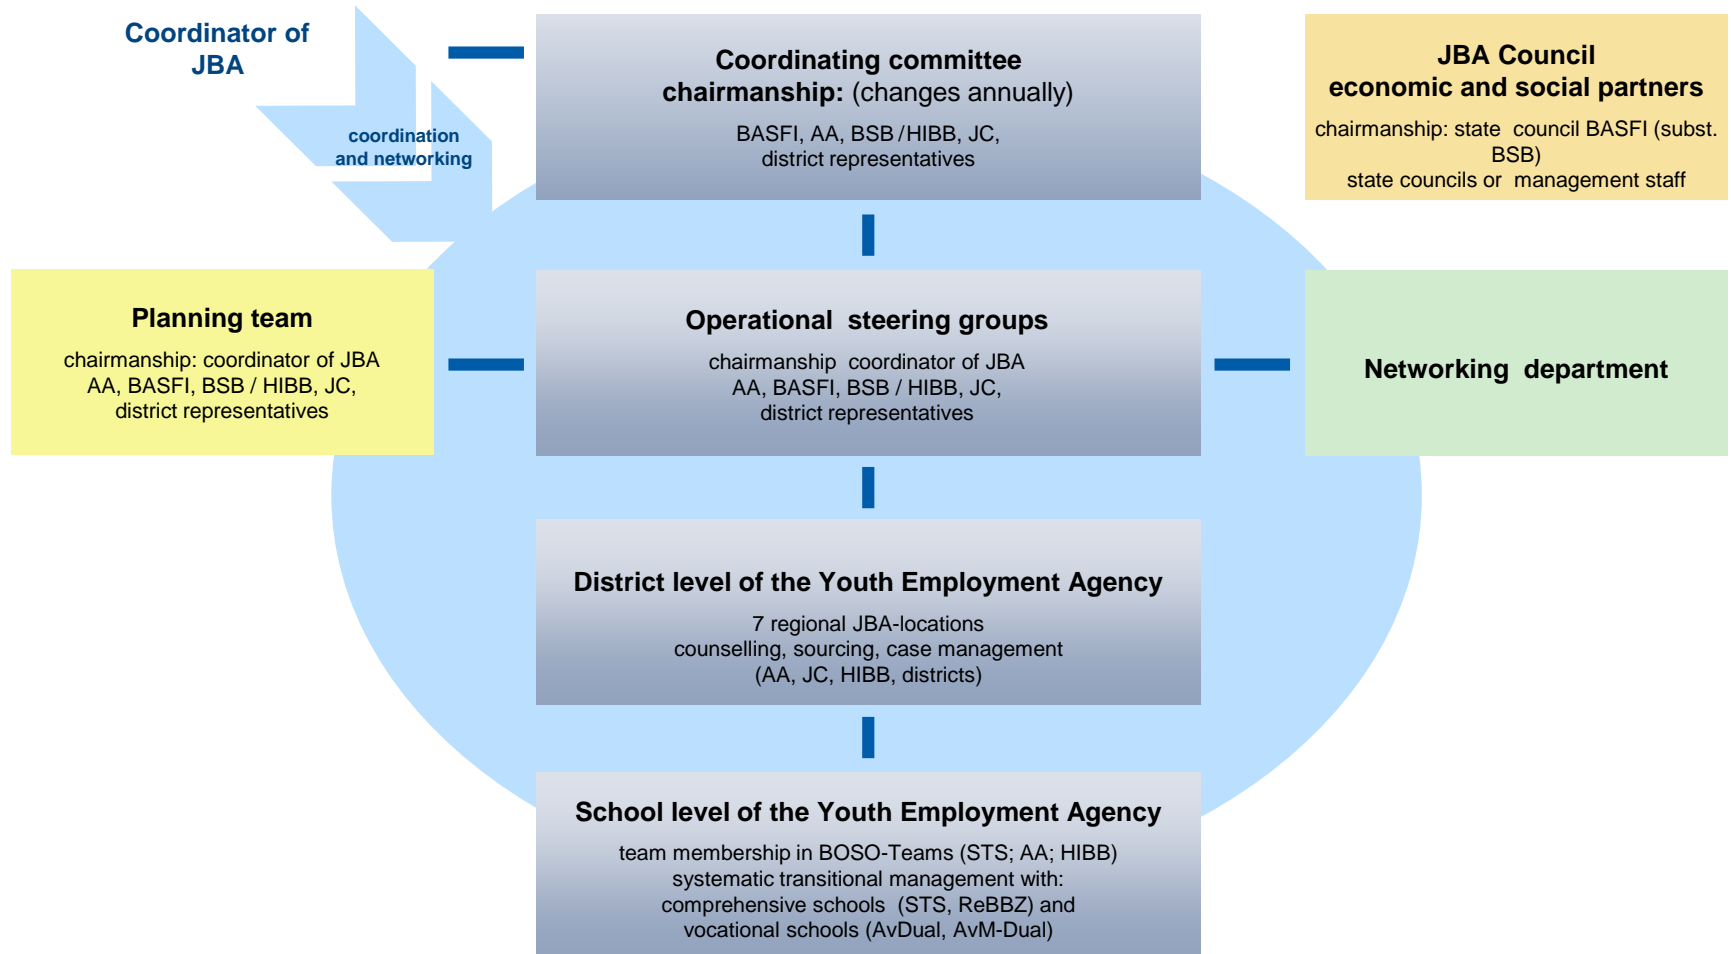 Coordinator of
JBA
coordination
and networking
Coordinating committee
chairmanship: (changes annually)
BASFI, AA, BSB / HIBB, JC,
district representatives
JBA Council
economic and social partners
chairmanship: state council BASFI (subst.
BSB)
state councils or management staff
Planning team
chairmanship: coordinator of JBA
AA, BASFI, BSB / HIBB, JC,
district representatives
Operational steering groups
chairmanship coordinator of JBA
AA, BASFI, BSB / HIBB, JC,
district representatives
Networking department
District level of the Youth Employment Agency
7 regional JBA-locations
counselling, sourcing, case management
(AA, JC, HIBB, districts)
School level of the Youth Employment Agency
team membership in BOSO-Teams (STS; AA; HIBB)
systematic transitional management with:
comprehensive schools (STS, ReBBZ) and
vocational schools (AvDual, AvM-Dual)